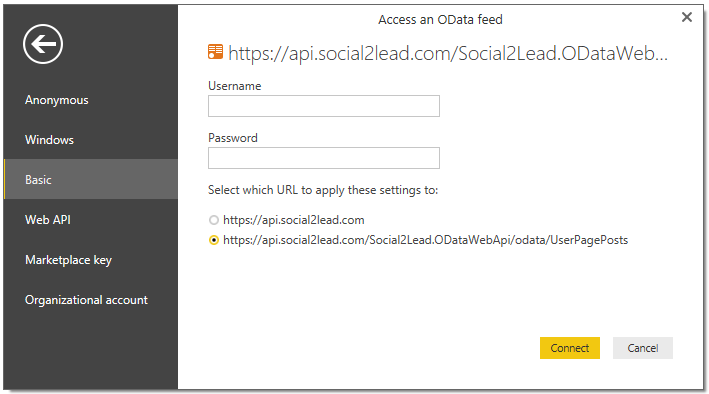 Access an OData feed
https://api.social2lead.com/Social2Lead.ODataWeb...
Anonymous
Windows
Basic
Web API
Marketplace key
Organizational account
Username
Password
Select which URL to apply these settings to:
https://api.social2lead.com
https://api.social2lead.com/Social2Lead.ODataWebApi/odata/UserPagePosts
Connect
Cancel